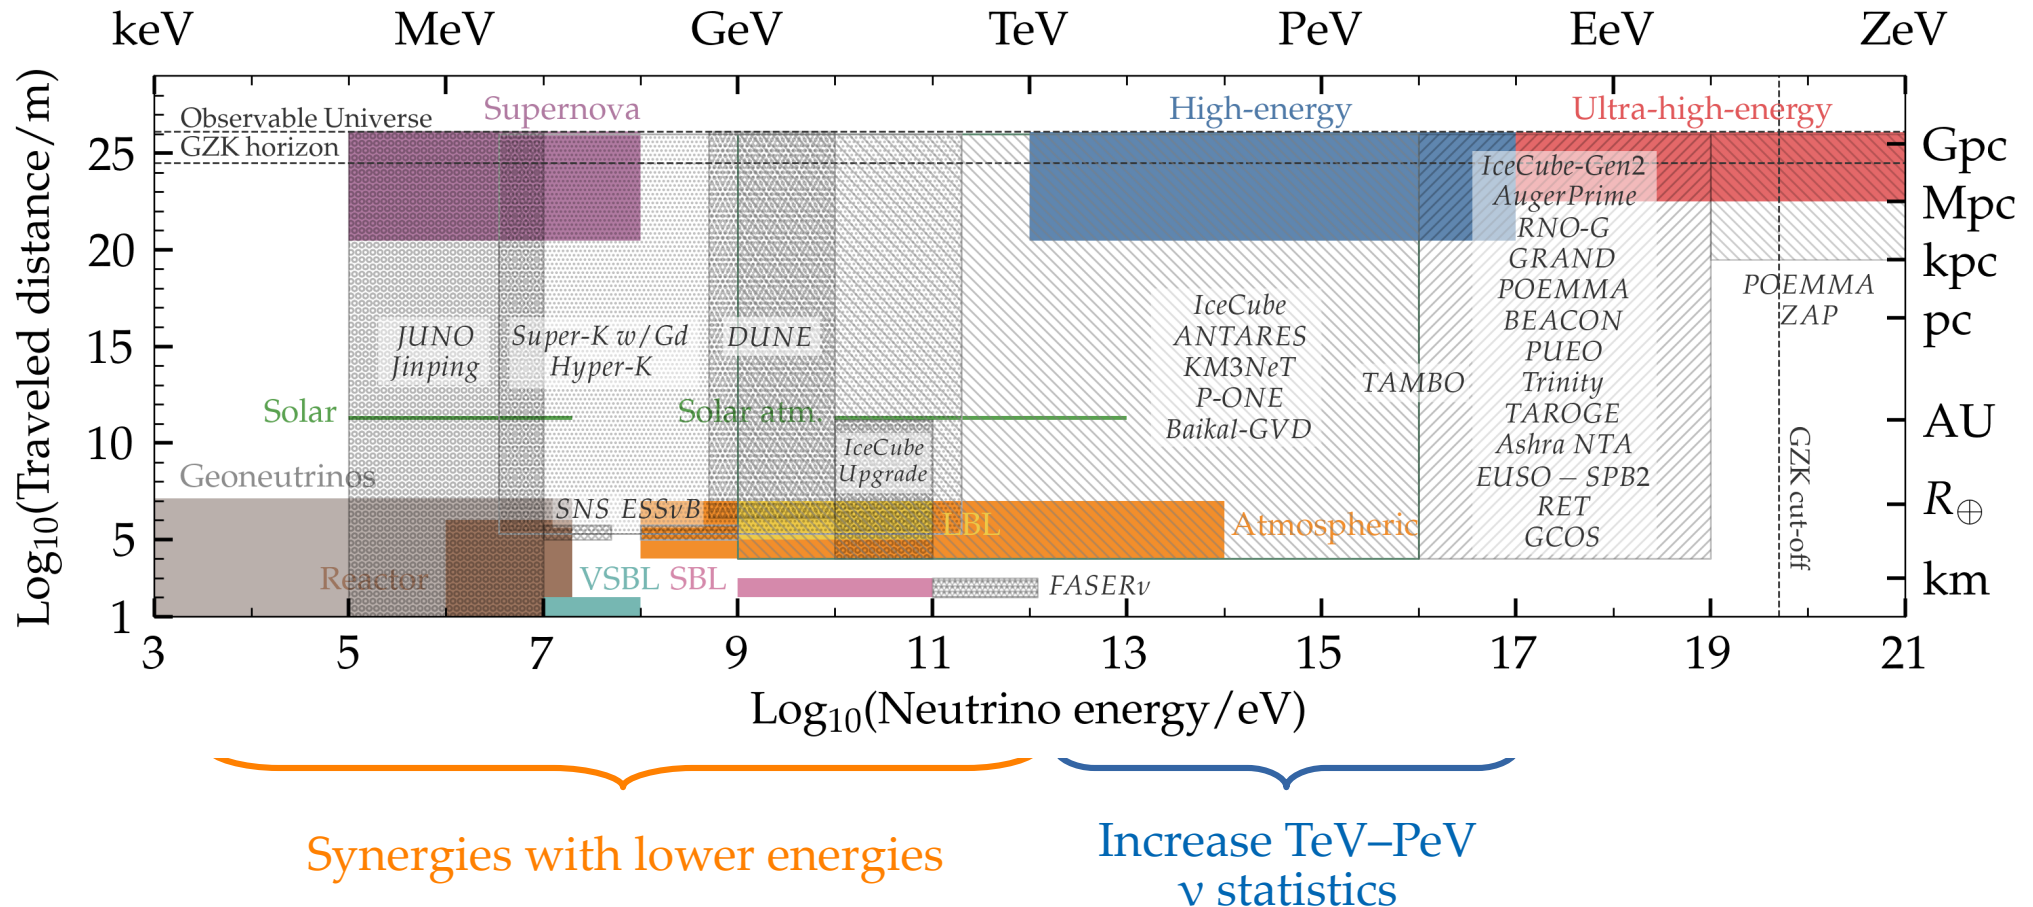 keV MeV GeV TeV PeV EeV ZeV
Log₁₀(Traveled distance/m)
25
20
15
10
5
1
Observable Universe
GZK horizon
Supernova
High-energy
Ultra-high-energy
JUNO
Jinping
Super-K w/Gd
Hyper-K
DUNE
IceCube
ANTARES
KM3NeT
P-ONE
Baikal-GVD
TAMBO
IceCube-Gen2
AugerPrime
RNO-G
GRAND
POEMMA
BEACON
PUEO
Trinity
TAROGE
Ashra NTA
EUSO – SPB2
RET
GCOS
POEMMA
ZAP
GZK cut-off
Solar
Solar atm.
IceCube
Upgrade
Geoneutrinos
SNS ESSνB
LBL
Atmospheric
Reactor
VSBL
SBL
FASERν
Gpc
Mpc
kpc
pc
AU
R⊕
km
3 5 7 9 11 13 15 17 19 21
Log₁₀(Neutrino energy/eV)
Synergies with lower energies
Increase TeV–PeV
ν statistics